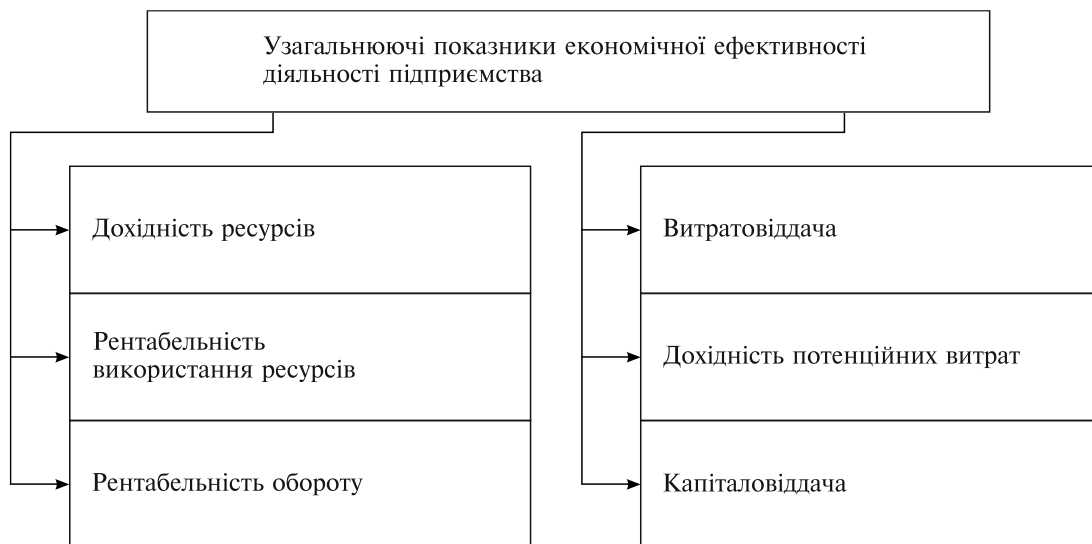 Узагальнюючі показники економічної ефективності
діяльності підприємства
Дохідність ресурсів
Рентабельність
використання ресурсів
Рентабельність обороту
Витратовіддача
Дохідність потенційних витрат
Капіталовіддача